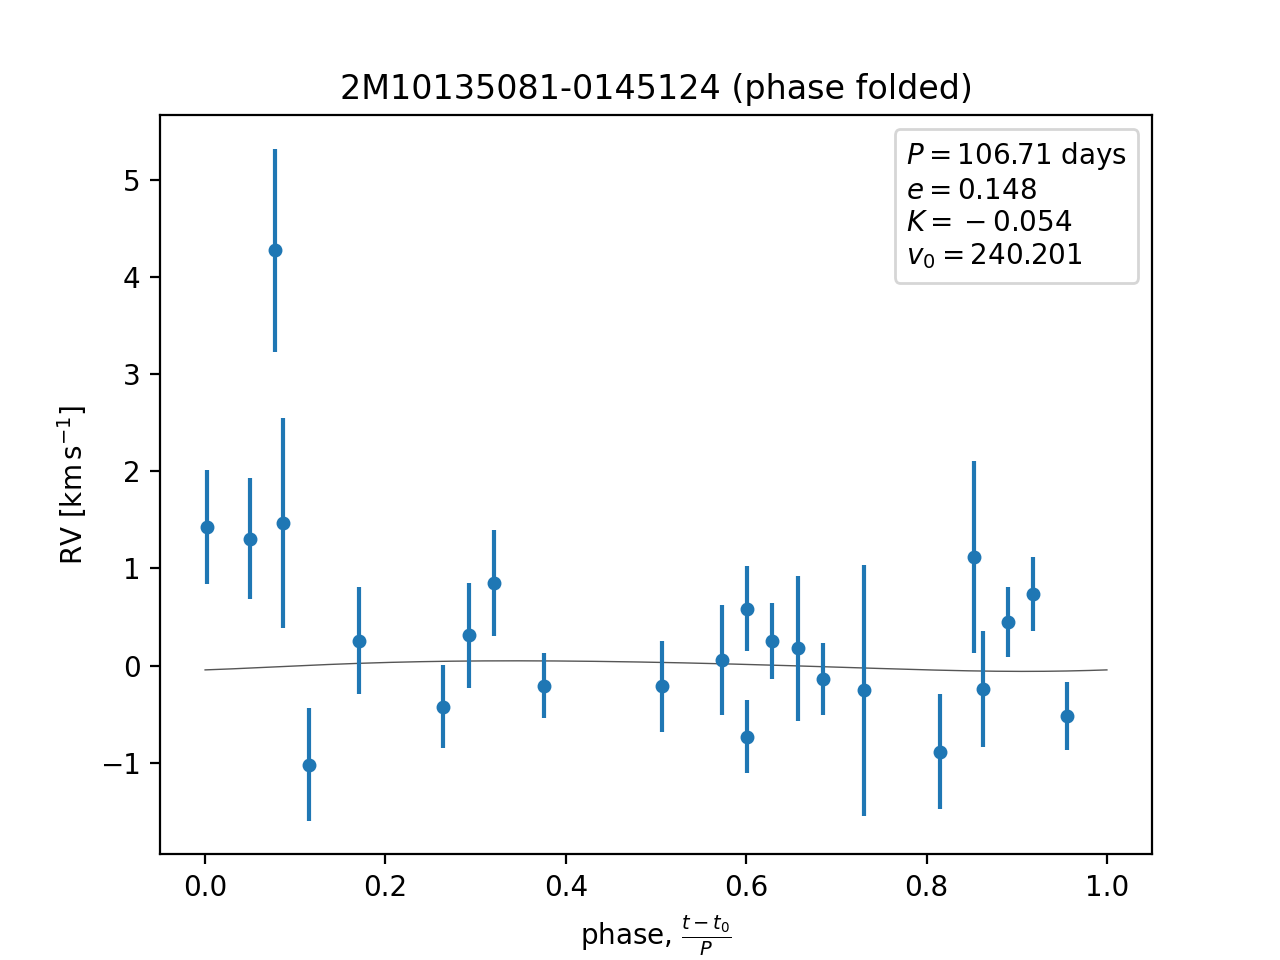 2M10135081-0145124 (phase folded)
P = 106.71 days
e = 0.148
K = −0.054
v₀ = 240.201
5
4
3
2
1
0
−1
RV [km s⁻¹]
0.0 0.2 0.4 0.6 0.8 1.0
phase, (t − t₀)/P